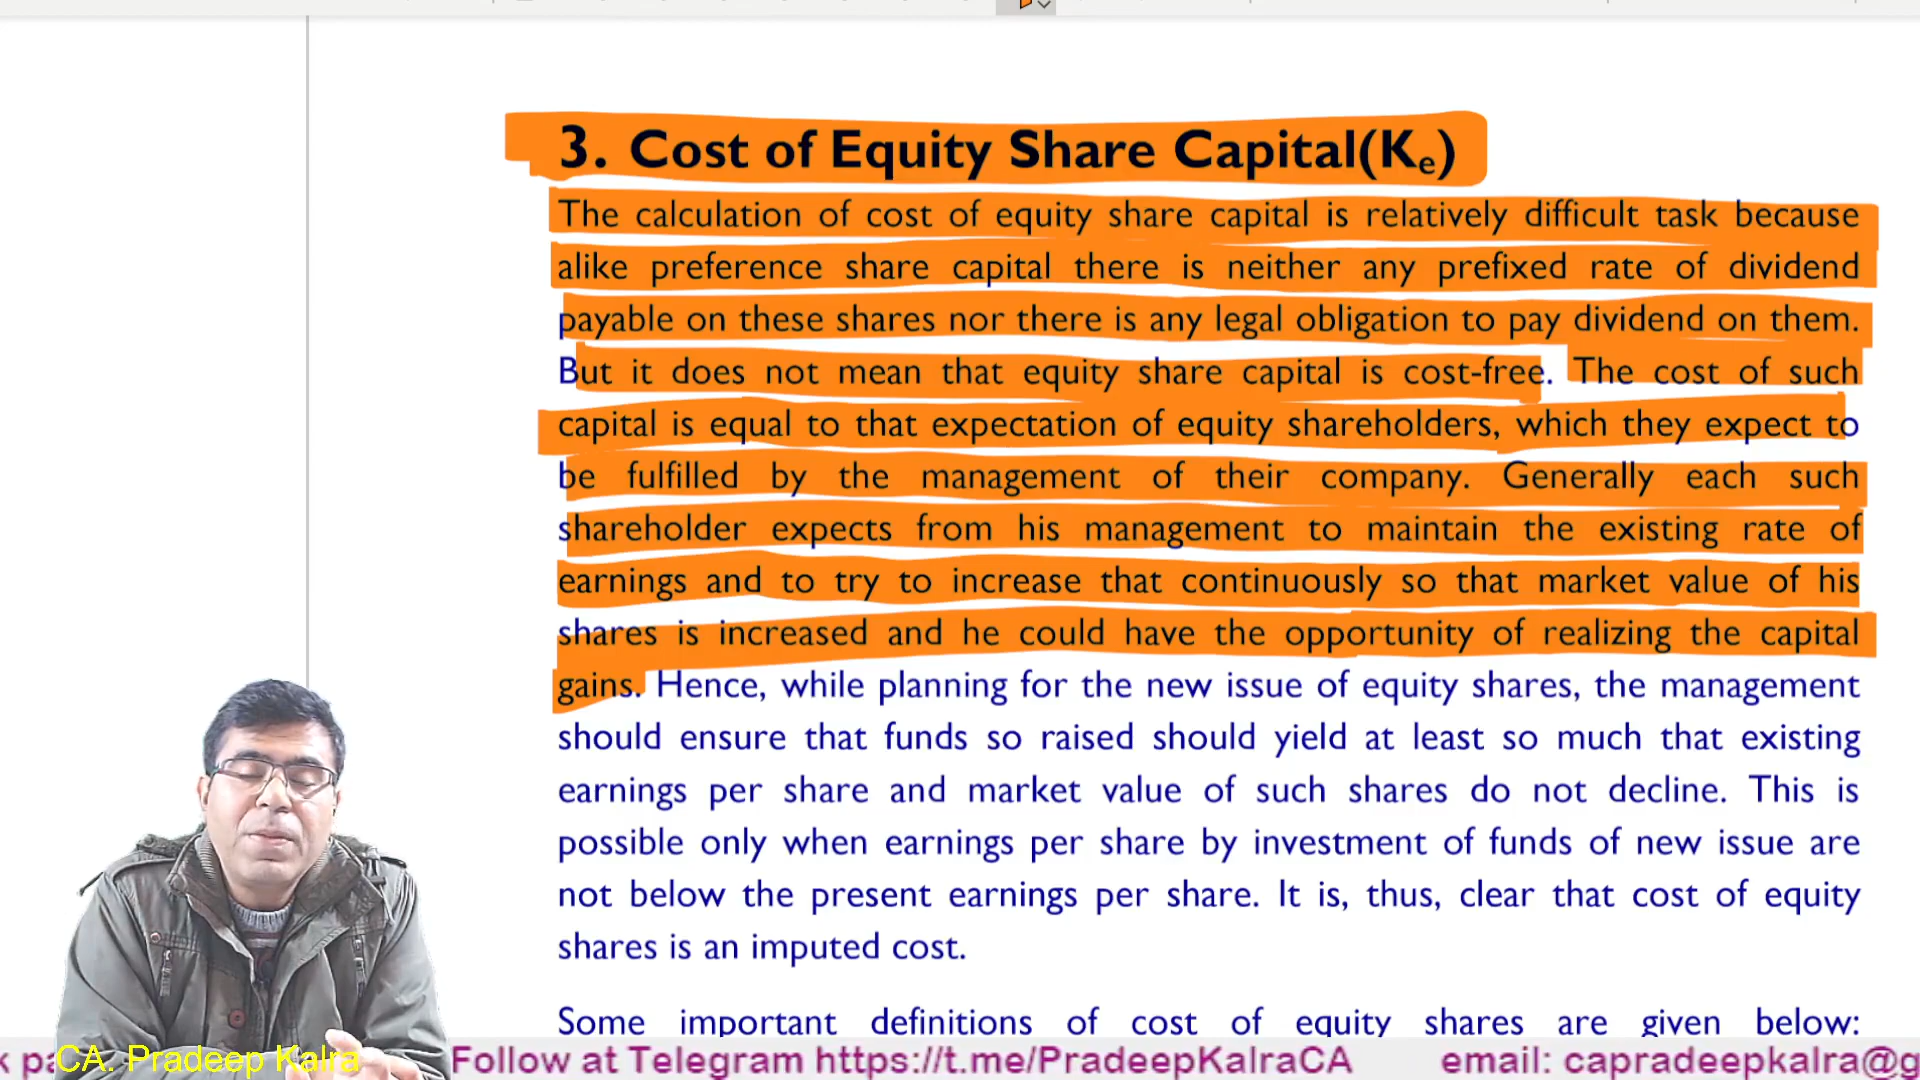 3. Cost of Equity Share Capital(Ke)
The calculation of cost of equity share capital is relatively difficult task because
alike preference share capital there is neither any prefixed rate of dividend
payable on these shares nor there is any legal obligation to pay dividend on them.
But it does not mean that equity share capital is cost-free. The cost of such
capital is equal to that expectation of equity shareholders, which they expect to
be fulfilled by the management of their company. Generally each such
shareholder expects from his management to maintain the existing rate of
earnings and to try to increase that continuously so that market value of his
shares is increased and he could have the opportunity of realizing the capital
gains. Hence, while planning for the new issue of equity shares, the management
should ensure that funds so raised should yield at least so much that existing
earnings per share and market value of such shares do not decline. This is
possible only when earnings per share by investment of funds of new issue are
not below the present earnings per share. It is, thus, clear that cost of equity
shares is an imputed cost.
Some important definitions of cost of equity shares are given below:
CA. Pradeep Kalra Follow at Telegram https://t.me/PradeepKalraCA email: capradeepkalra@g